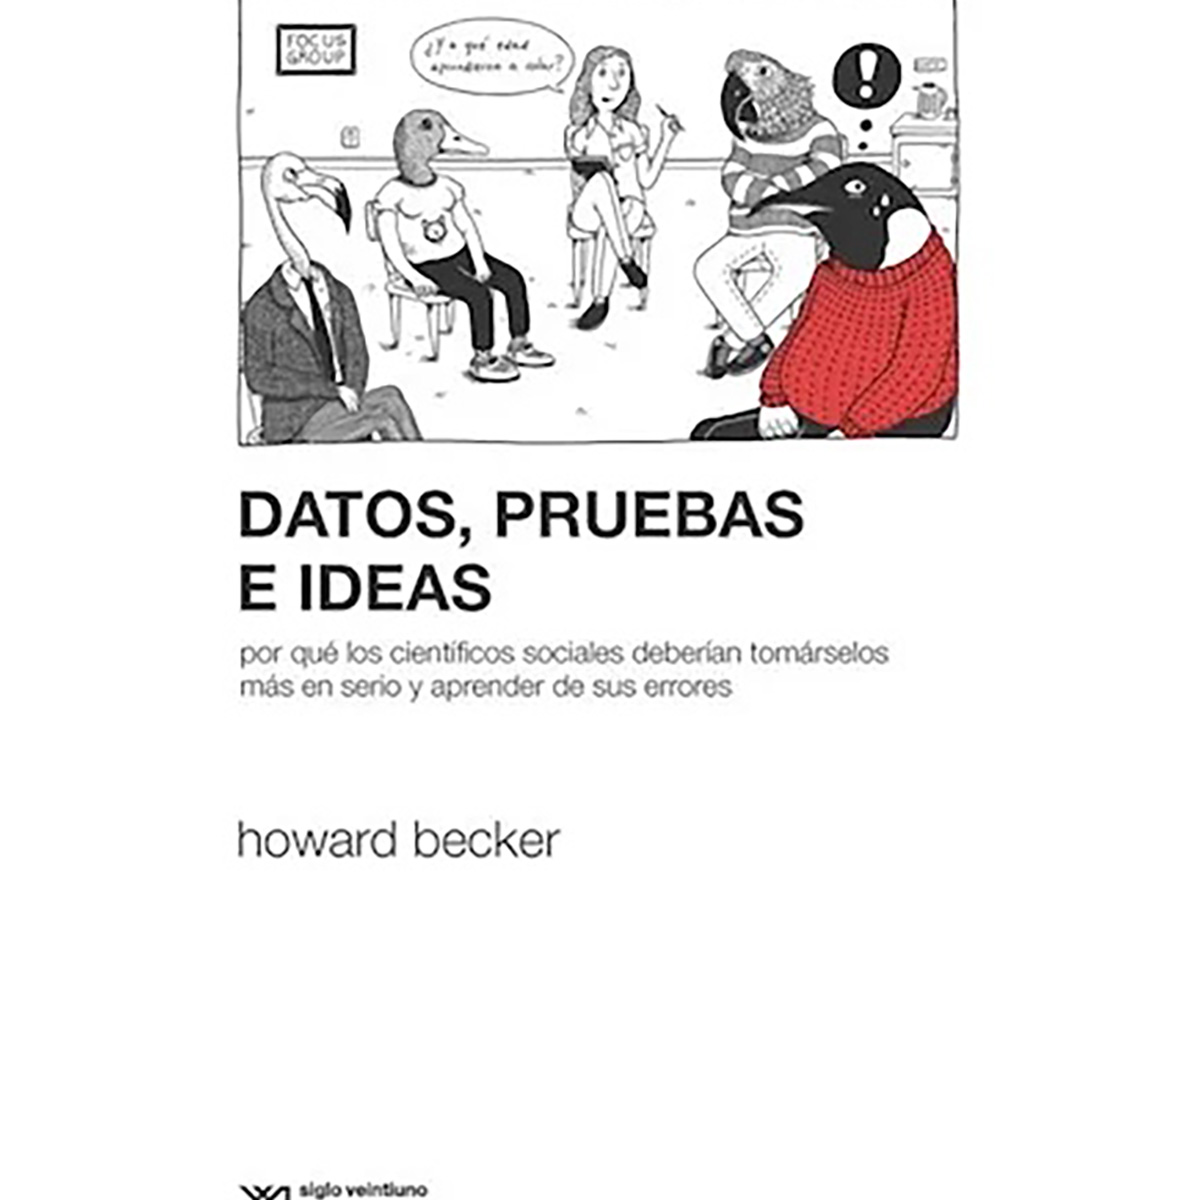 FOCUS
GROUP
¿Y a qué edad
aprendieron a volar?
!
DATOS, PRUEBAS
E IDEAS
por qué los científicos sociales deberían tomárselos
más en serio y aprender de sus errores
howard becker
siglo veintiuno